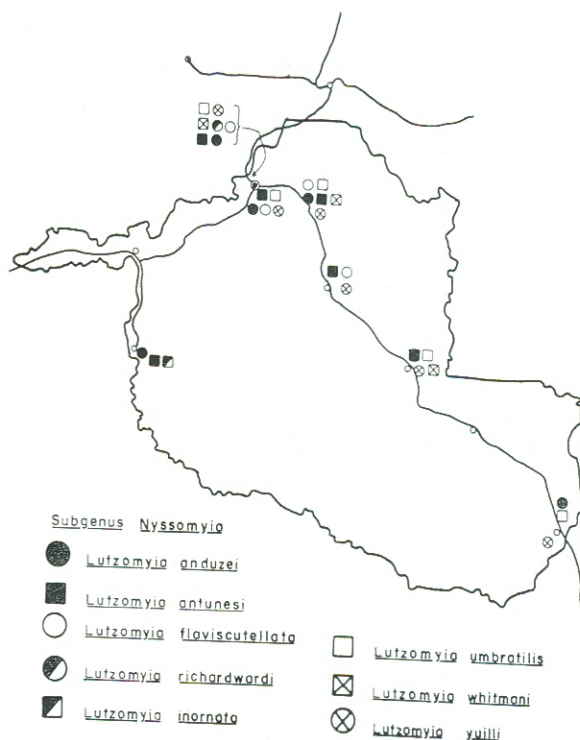 Subgenus Nyssomyia
Lutzomyia anduzei
Lutzomyia antunesi
Lutzomyia flaviscutellata
Lutzomyia richardwardi
Lutzomyia inornata
Lutzomyia umbratilis
Lutzomyia whitmani
Lutzomyia yuilli